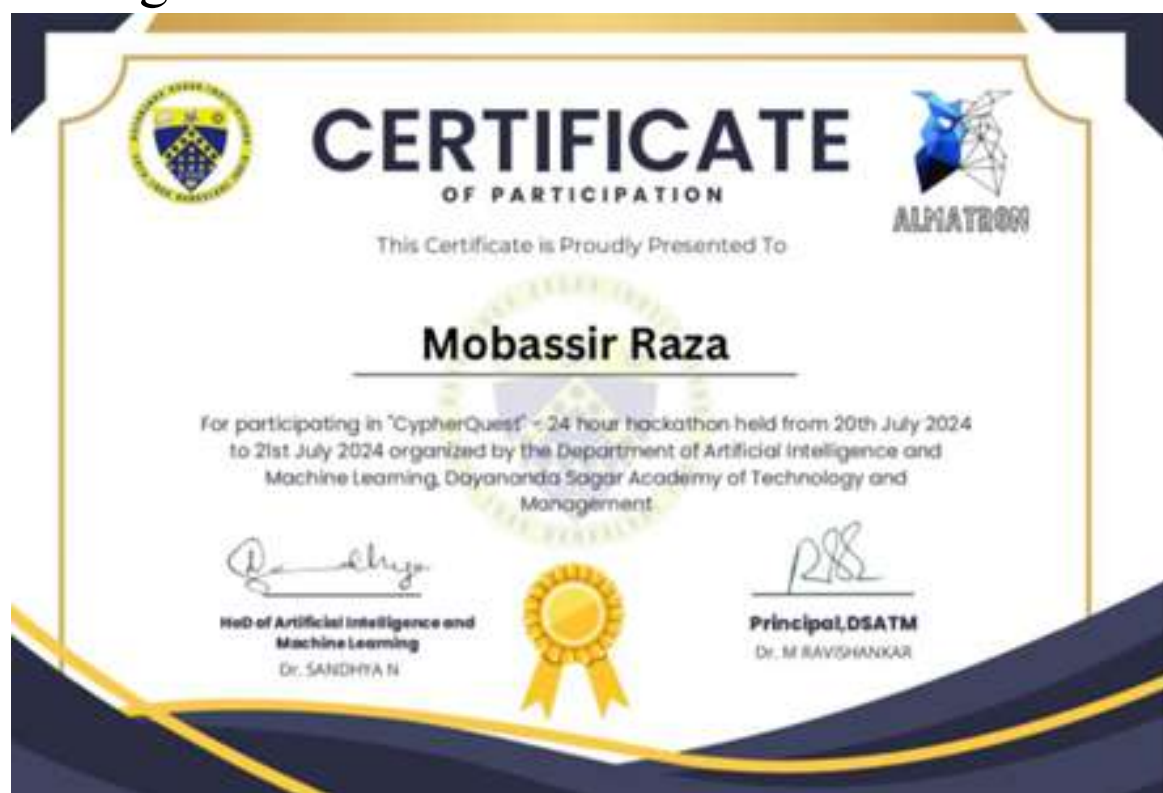 CERTIFICATE
OF PARTICIPATION
ALMATRON
This Certificate is Proudly Presented To
Mobassir Raza
For participating in "CypherQuest" - 24 hour hackathon held from 20th July 2024
to 21st July 2024 organized by the Department of Artificial Intelligence and
Machine Learning, Dayananda Sagar Academy of Technology and
Management
HoD of Artificial Intelligence and
Machine Learning
Dr. SANDHYA N
Principal,DSATM
Dr. M RAVISHANKAR